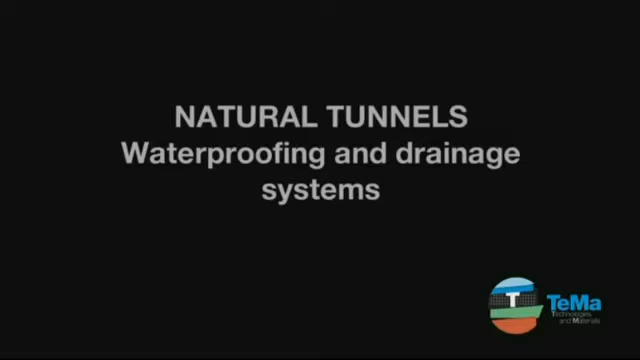 NATURAL TUNNELS
Waterproofing and drainage
systems
T
TeMa
Technologies
and Materials